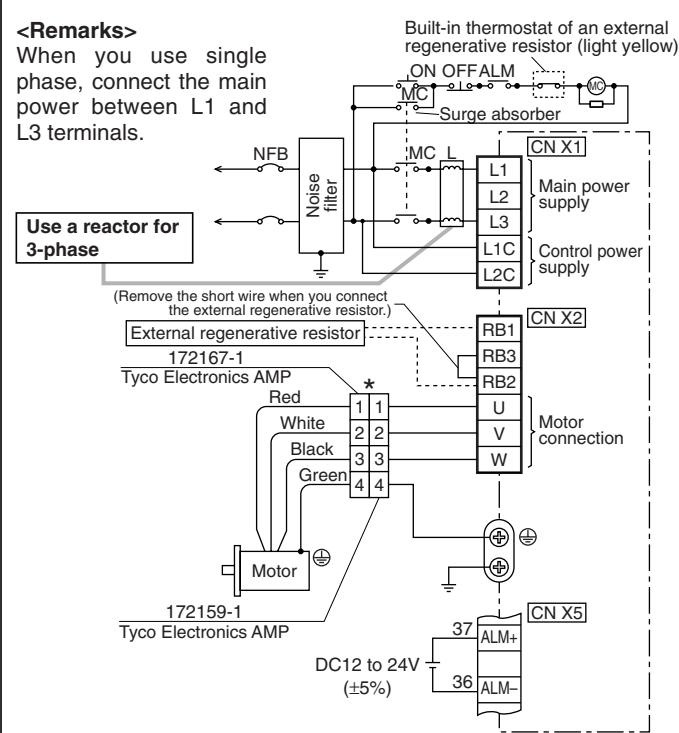 <Remarks>
When you use single
phase, connect the main
power between L1 and
L3 terminals.
Built-in thermostat of an external
regenerative resistor (light yellow)
ON OFF ALM
MC
MC
Surge absorber
CN X1
NFB
Noise
filter
MC L
L1
L2
L3
L1C
L2C
Main power
supply
Control power
supply
Use a reactor for
3-phase
(Remove the short wire when you connect
the external regenerative resistor.)
CN X2
External regenerative resistor
RB1
RB3
RB2
U
V
W
Motor
connection
172167-1
Tyco Electronics AMP
*
Red
1 1
White
2 2
Black
3 3
Green
4 4
Motor
172159-1
Tyco Electronics AMP
CN X5
37 ALM+
DC12 to 24V
(±5%)
36 ALM−